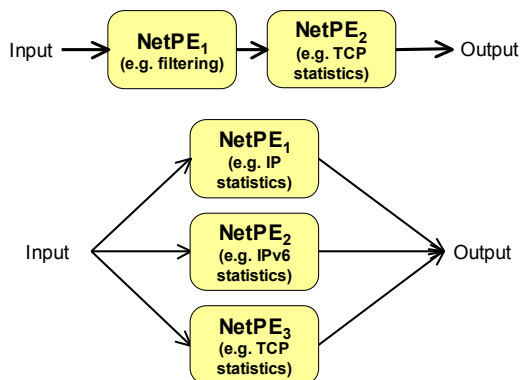 Input
NetPE1
(e.g. filtering)
NetPE2
(e.g. TCP
statistics)
Output
NetPE1
(e.g. IP
statistics)
Input
NetPE2
(e.g. IPv6
statistics)
Output
NetPE3
(e.g. TCP
statistics)